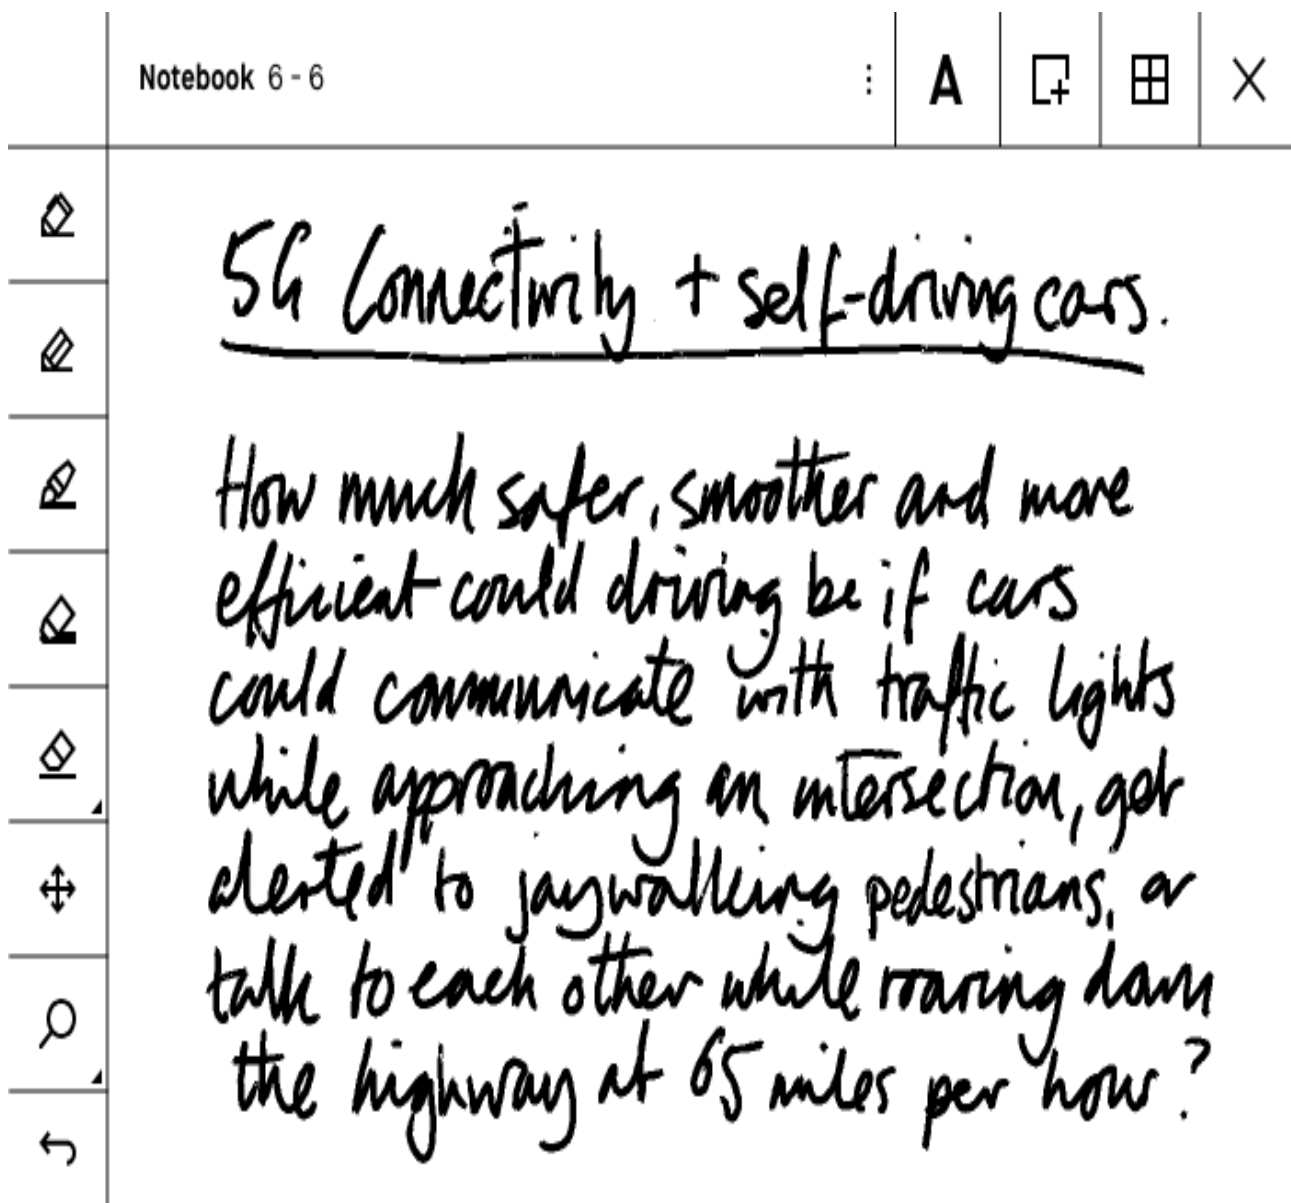 Notebook 6 - 6
A
5G Connectivity + self-driving cars.
How much safer, smoother and more
efficient could driving be if cars
could communicate with traffic lights
while approaching an intersection, get
alerted to jaywalking pedestrians, or
talk to each other while roaring down
the highway at 65 miles per hour?